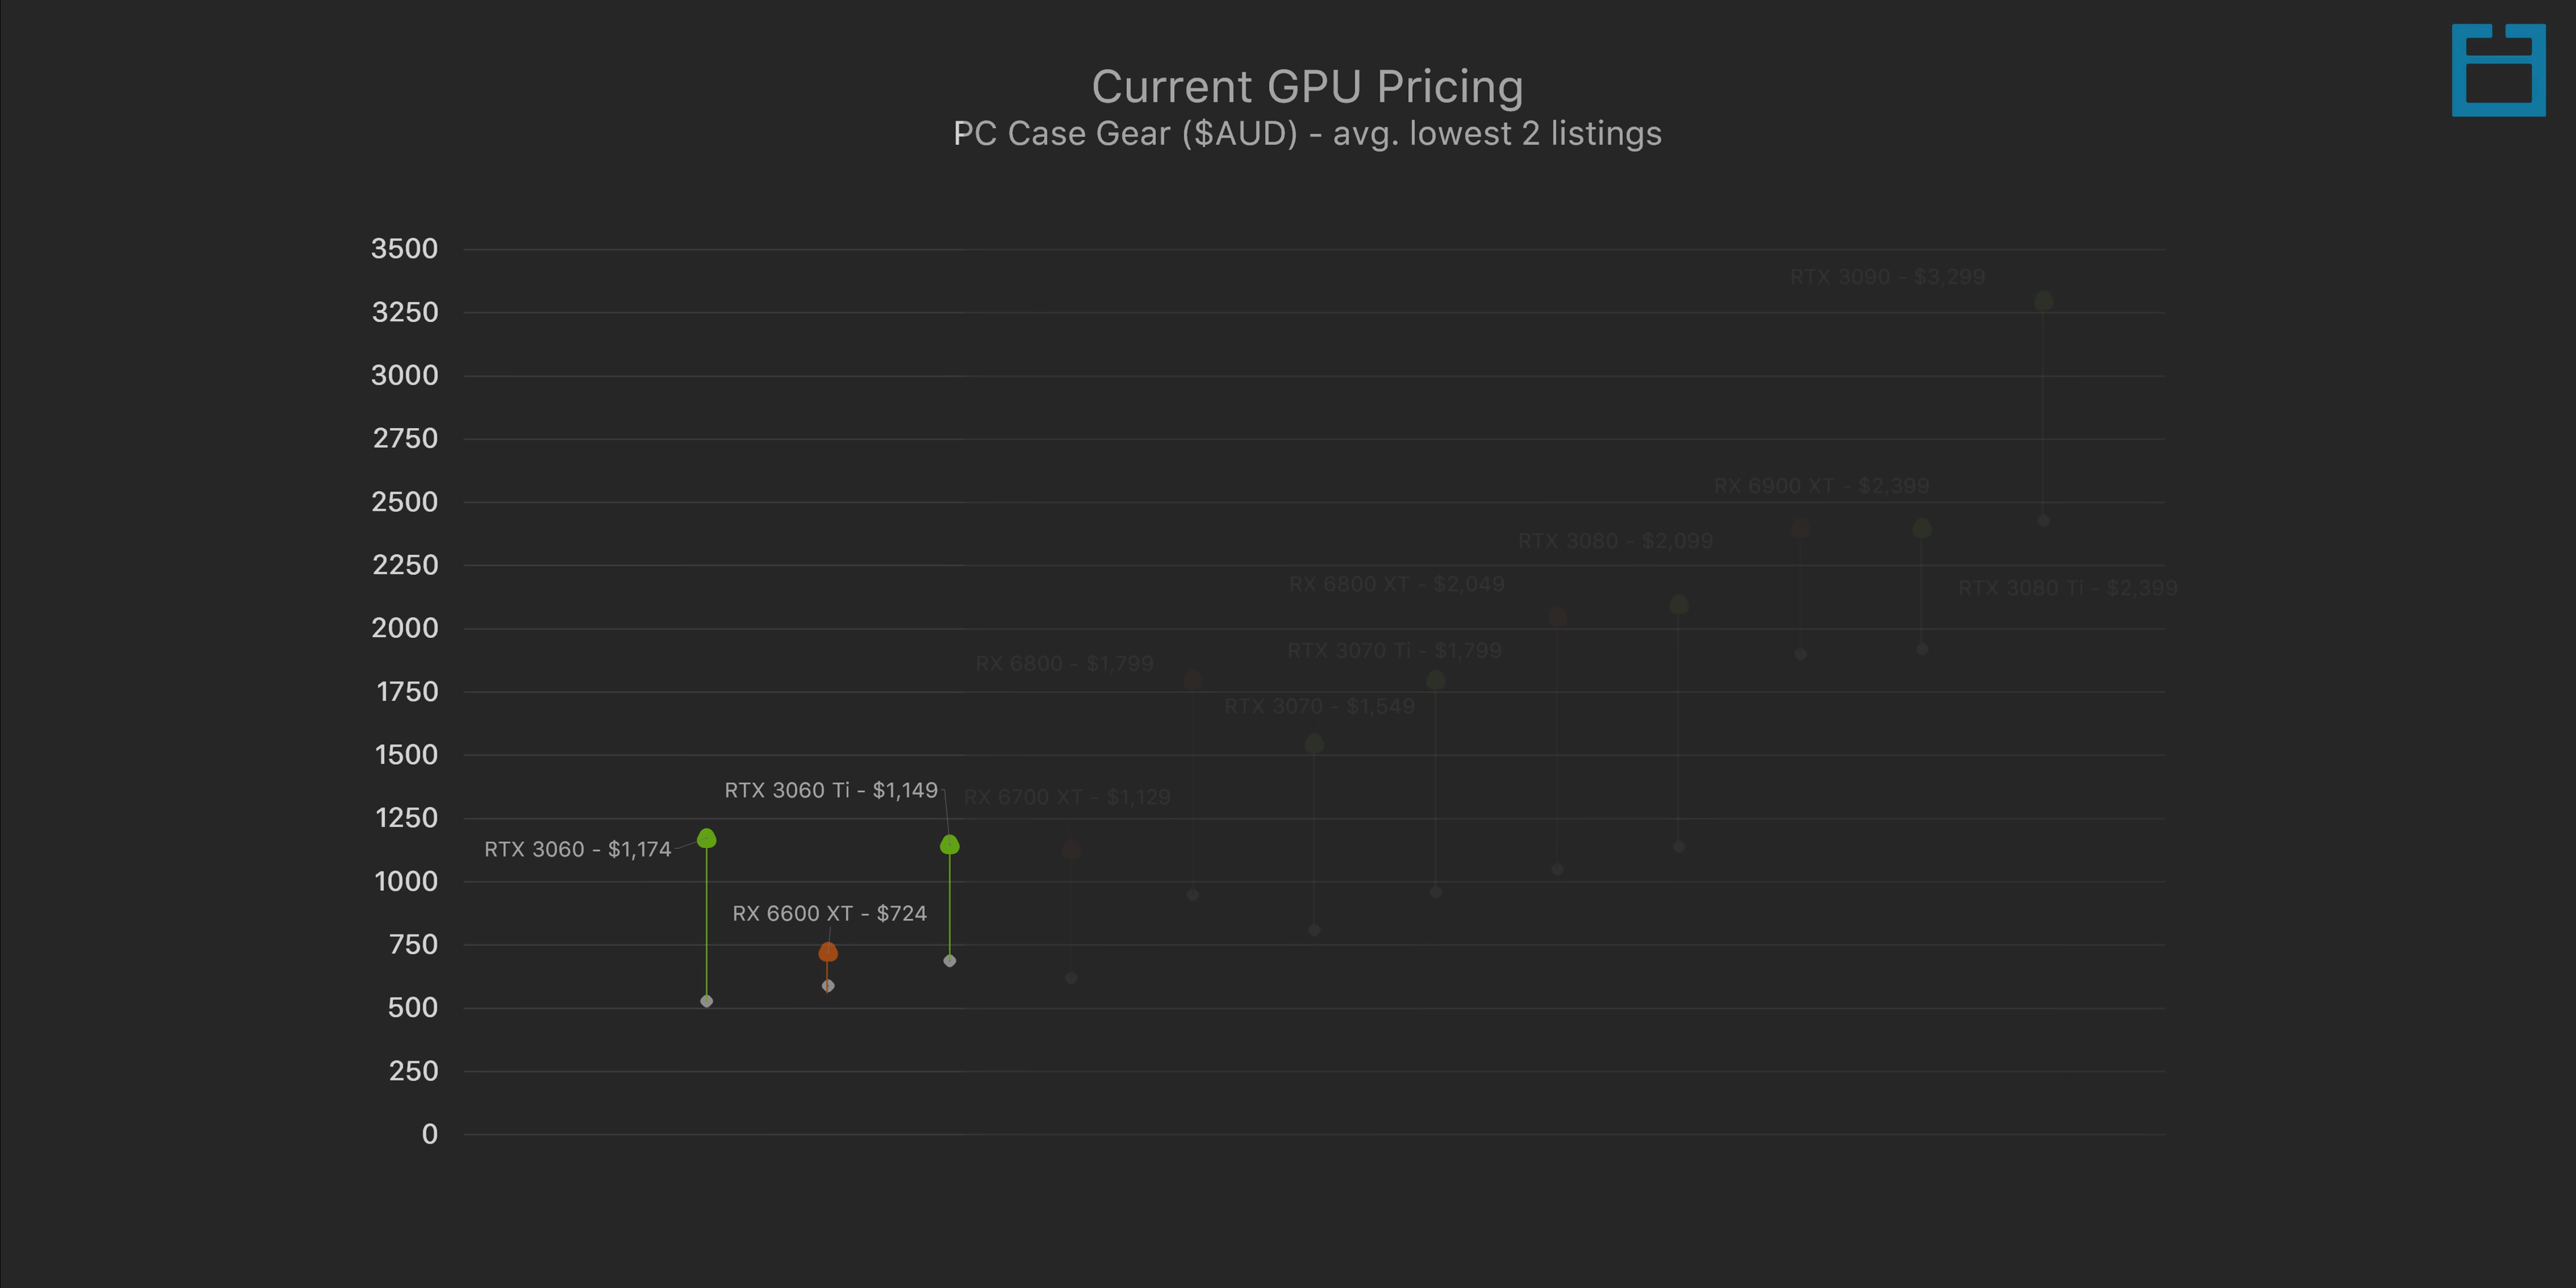 Current GPU Pricing
PC Case Gear ($AUD) - avg. lowest 2 listings
3500
3250
3000
2750
2500
2250
2000
1750
1500
1250
1000
750
500
250
0
RTX 3090 - $3,299
RX 6900 XT - $2,399
RTX 3080 - $2,099
RX 6800 XT - $2,049
RTX 3080 Ti - $2,399
RTX 3070 Ti - $1,799
RX 6800 - $1,799
RTX 3070 - $1,549
RTX 3060 Ti - $1,149
RX 6700 XT - $1,129
RTX 3060 - $1,174
RX 6600 XT - $724